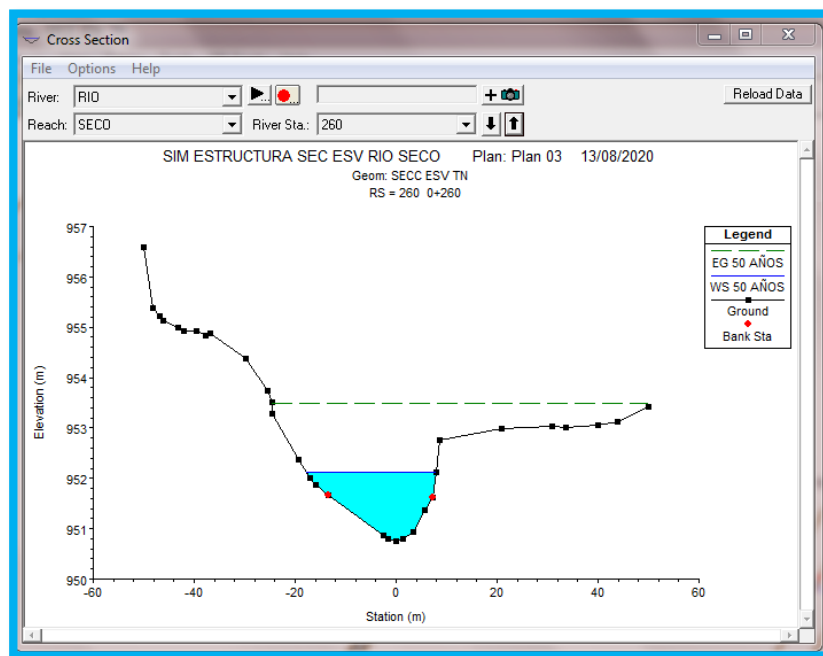 Cross Section
File Options Help
River: RIO
Reload Data
Reach: SECO River Sta.: 260
SIM ESTRUCTURA SEC ESV RIO SECO Plan: Plan 03 13/08/2020
Geom: SECC ESV TN
RS = 260 0+260
957
956
955
954
953
952
951
950
-60 -40 -20 0 20 40 60
Elevation (m)
Station (m)
Legend
EG 50 AÑOS
WS 50 AÑOS
Ground
Bank Sta